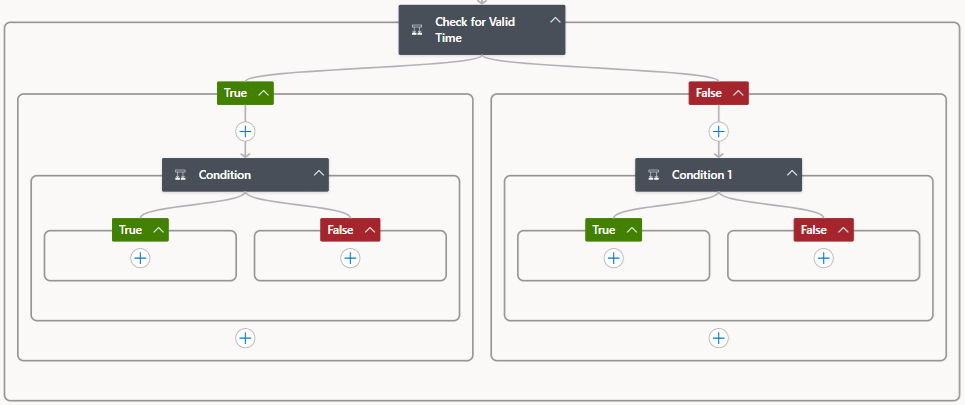 Check for Valid
Time
True
False
Condition
Condition 1
True
False
True
False